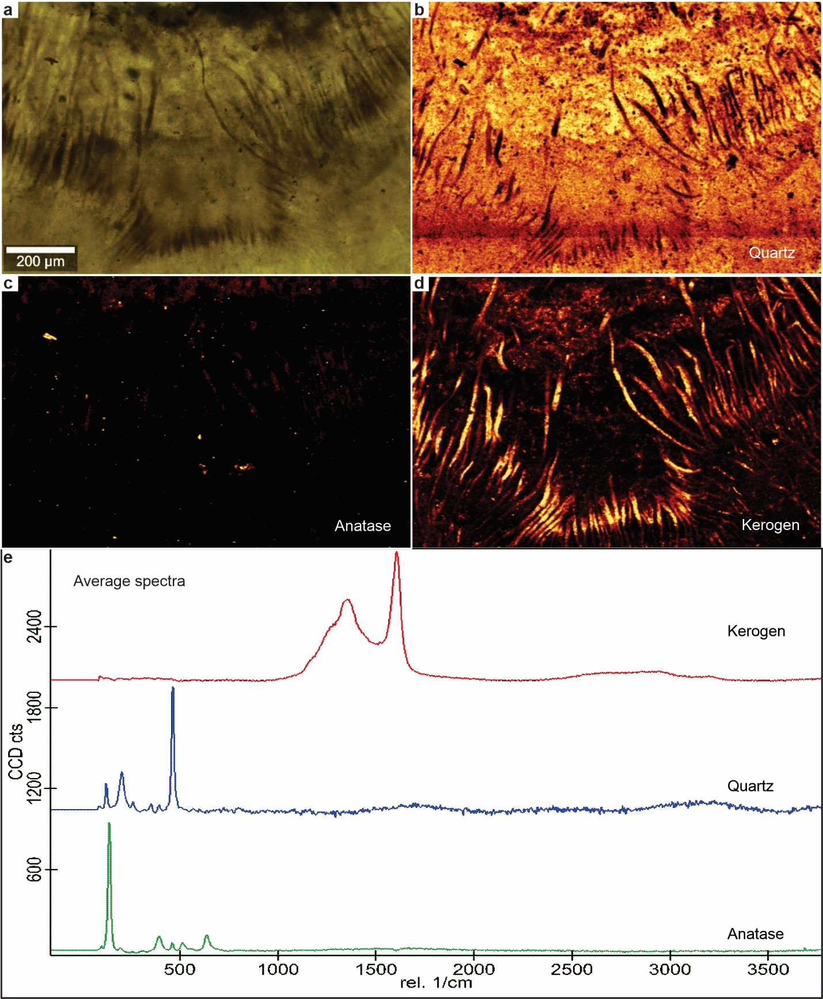 a
b
200 µm
Quartz
c
d
Anatase
Kerogen
e
Average spectra
2400
Kerogen
1800
CCD cts
1200
Quartz
600
Anatase
500 1000 1500 2000 2500 3000 3500
rel. 1/cm